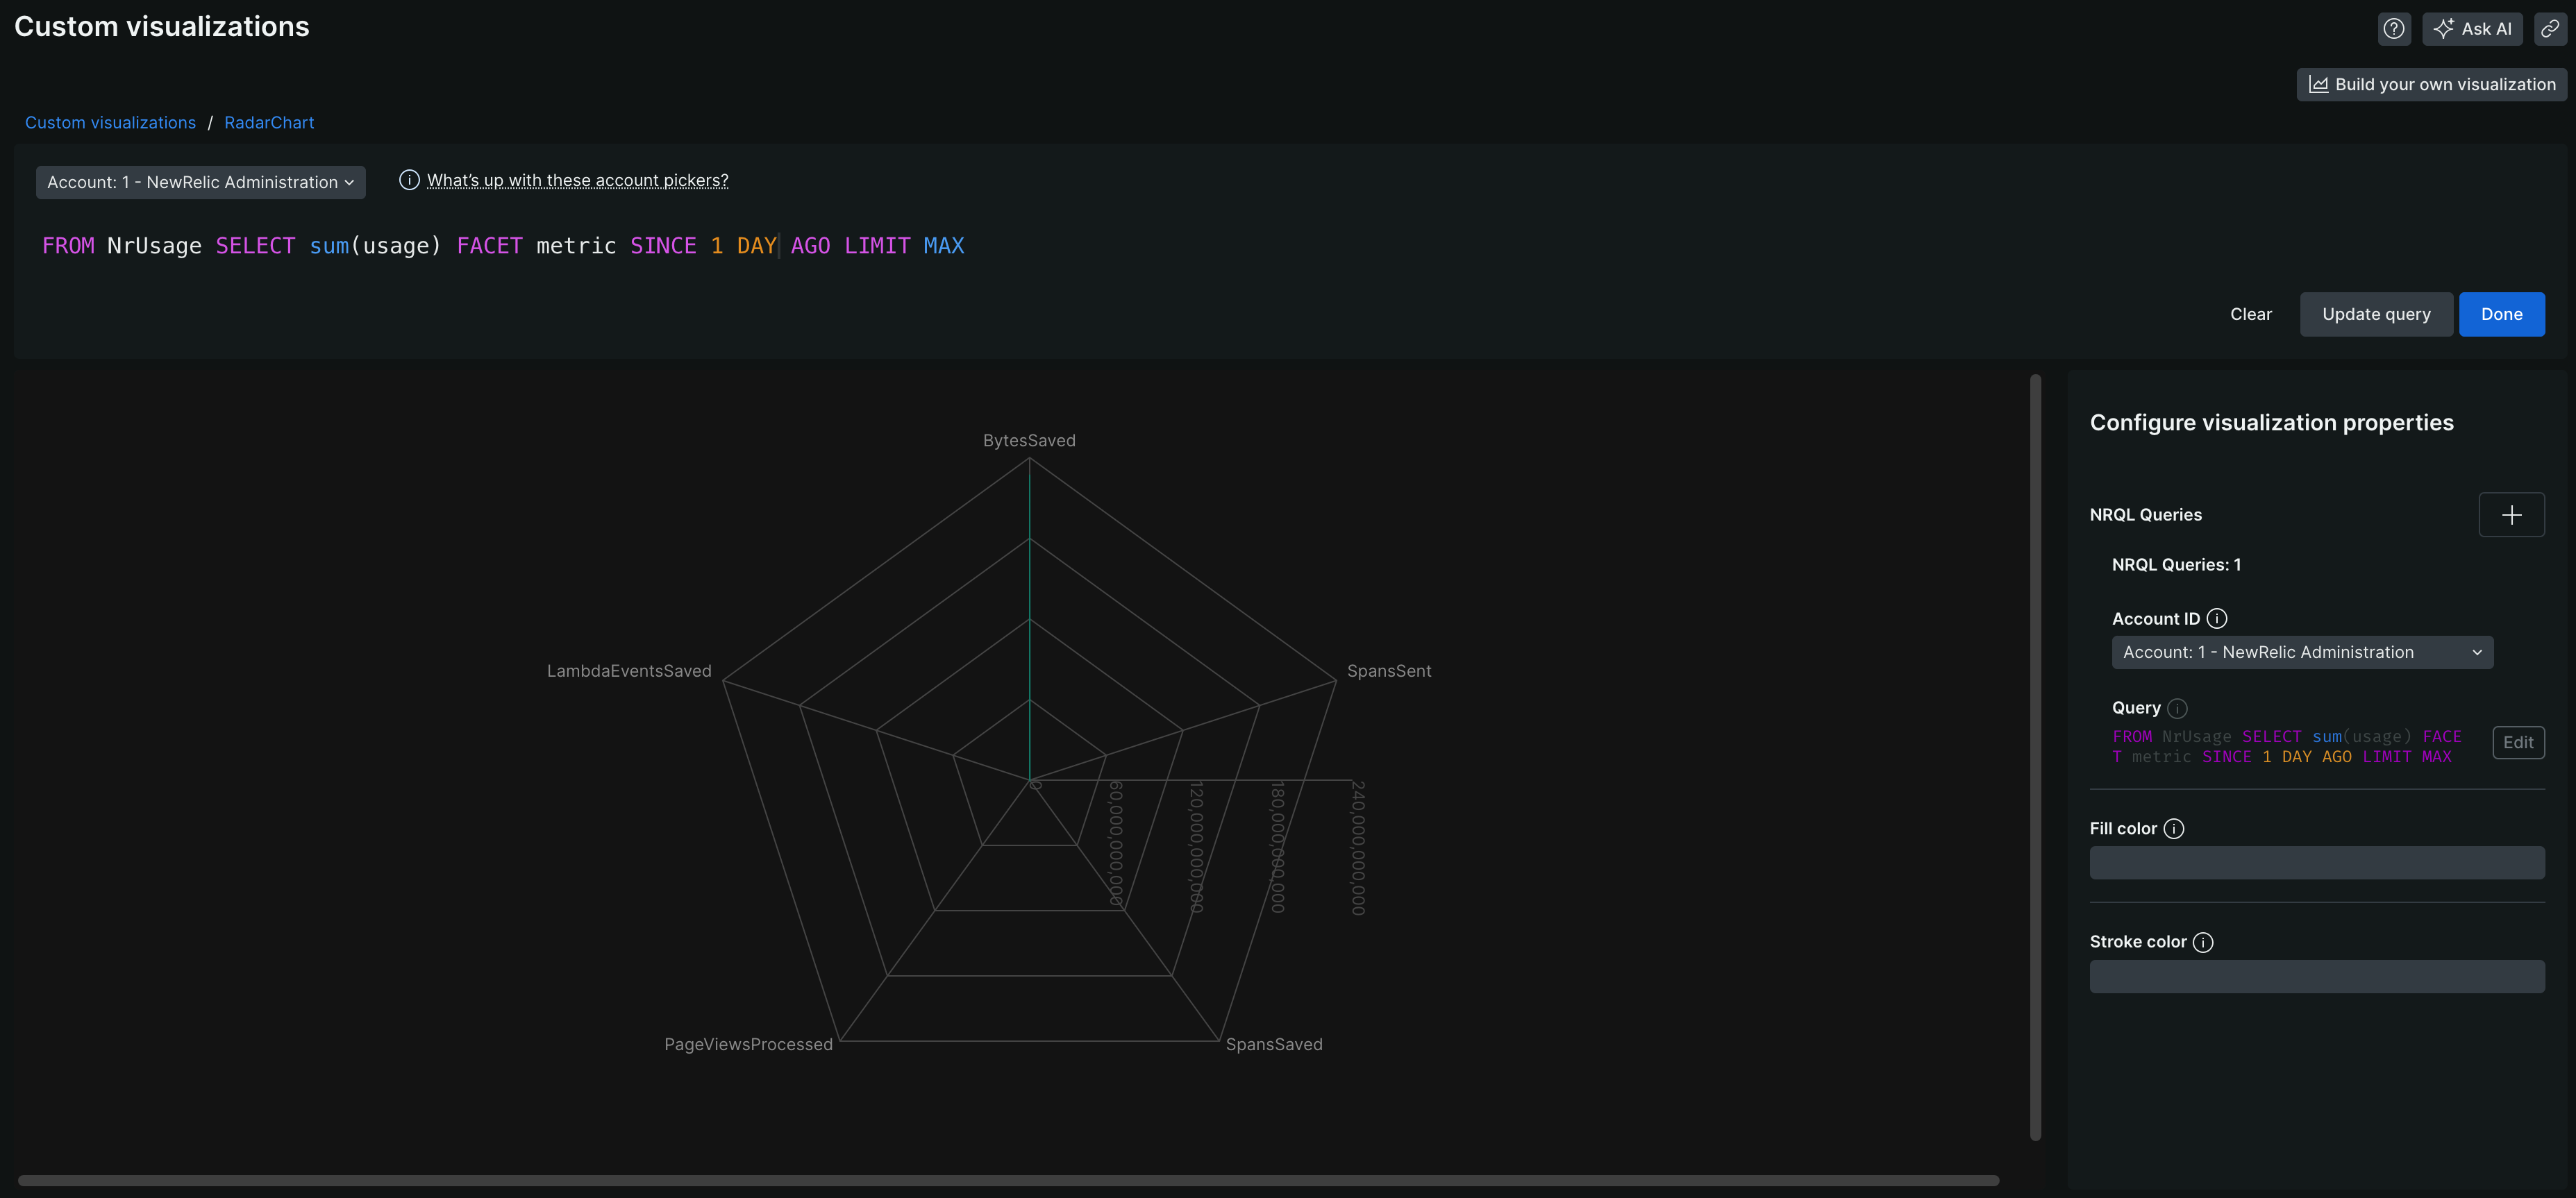 Custom visualizations
Ask AI
Build your own visualization
Custom visualizations / RadarChart
Account: 1 - NewRelic Administration
What's up with these account pickers?
FROM NrUsage SELECT sum(usage) FACET metric SINCE 1 DAY AGO LIMIT MAX
Clear
Update query
Done
BytesSaved
LambdaEventsSaved
SpansSent
0
60,000,000,000
120,000,000,000
180,000,000,000
240,000,000,000
PageViewsProcessed
SpansSaved
Configure visualization properties
NRQL Queries
NRQL Queries: 1
Account ID
Account: 1 - NewRelic Administration
Query
FROM NrUsage SELECT sum(usage) FACE
T metric SINCE 1 DAY AGO LIMIT MAX
Edit
Fill color
Stroke color